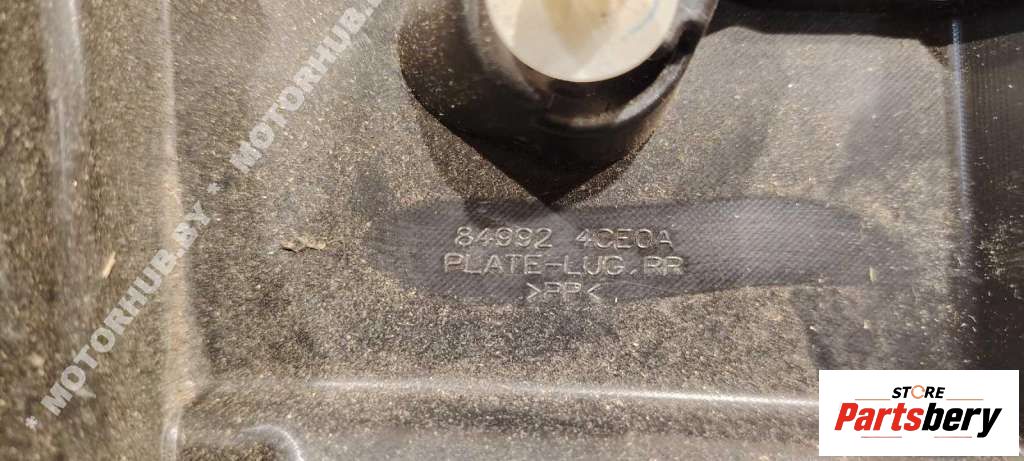 * MOTORHUB.BY * MOTORHUB.BY
84992 4CE0A
PLATE-LUG,RR
>PP<
STORE
Partsbery